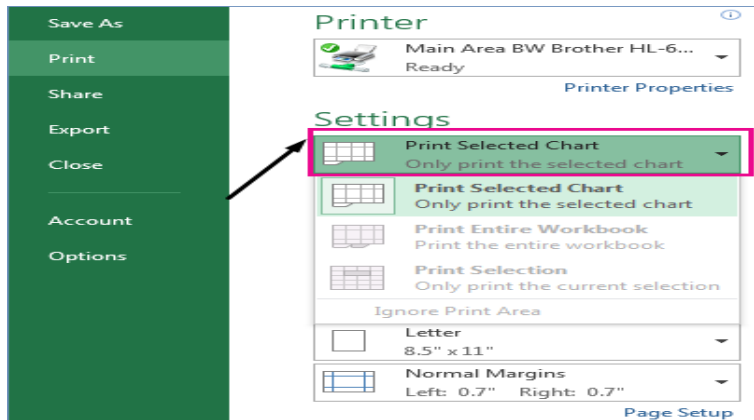 Save As
Print
Share
Export
Close
Account
Options
Printer
Main Area BW Brother HL-6...
Ready
Printer Properties
Settings
Print Selected Chart
Only print the selected chart
Print Selected Chart
Only print the selected chart
Print Entire Workbook
Print the entire workbook
Print Selection
Only print the current selection
Ignore Print Area
Letter
8.5" x 11"
Normal Margins
Left: 0.7" Right: 0.7"
Page Setup